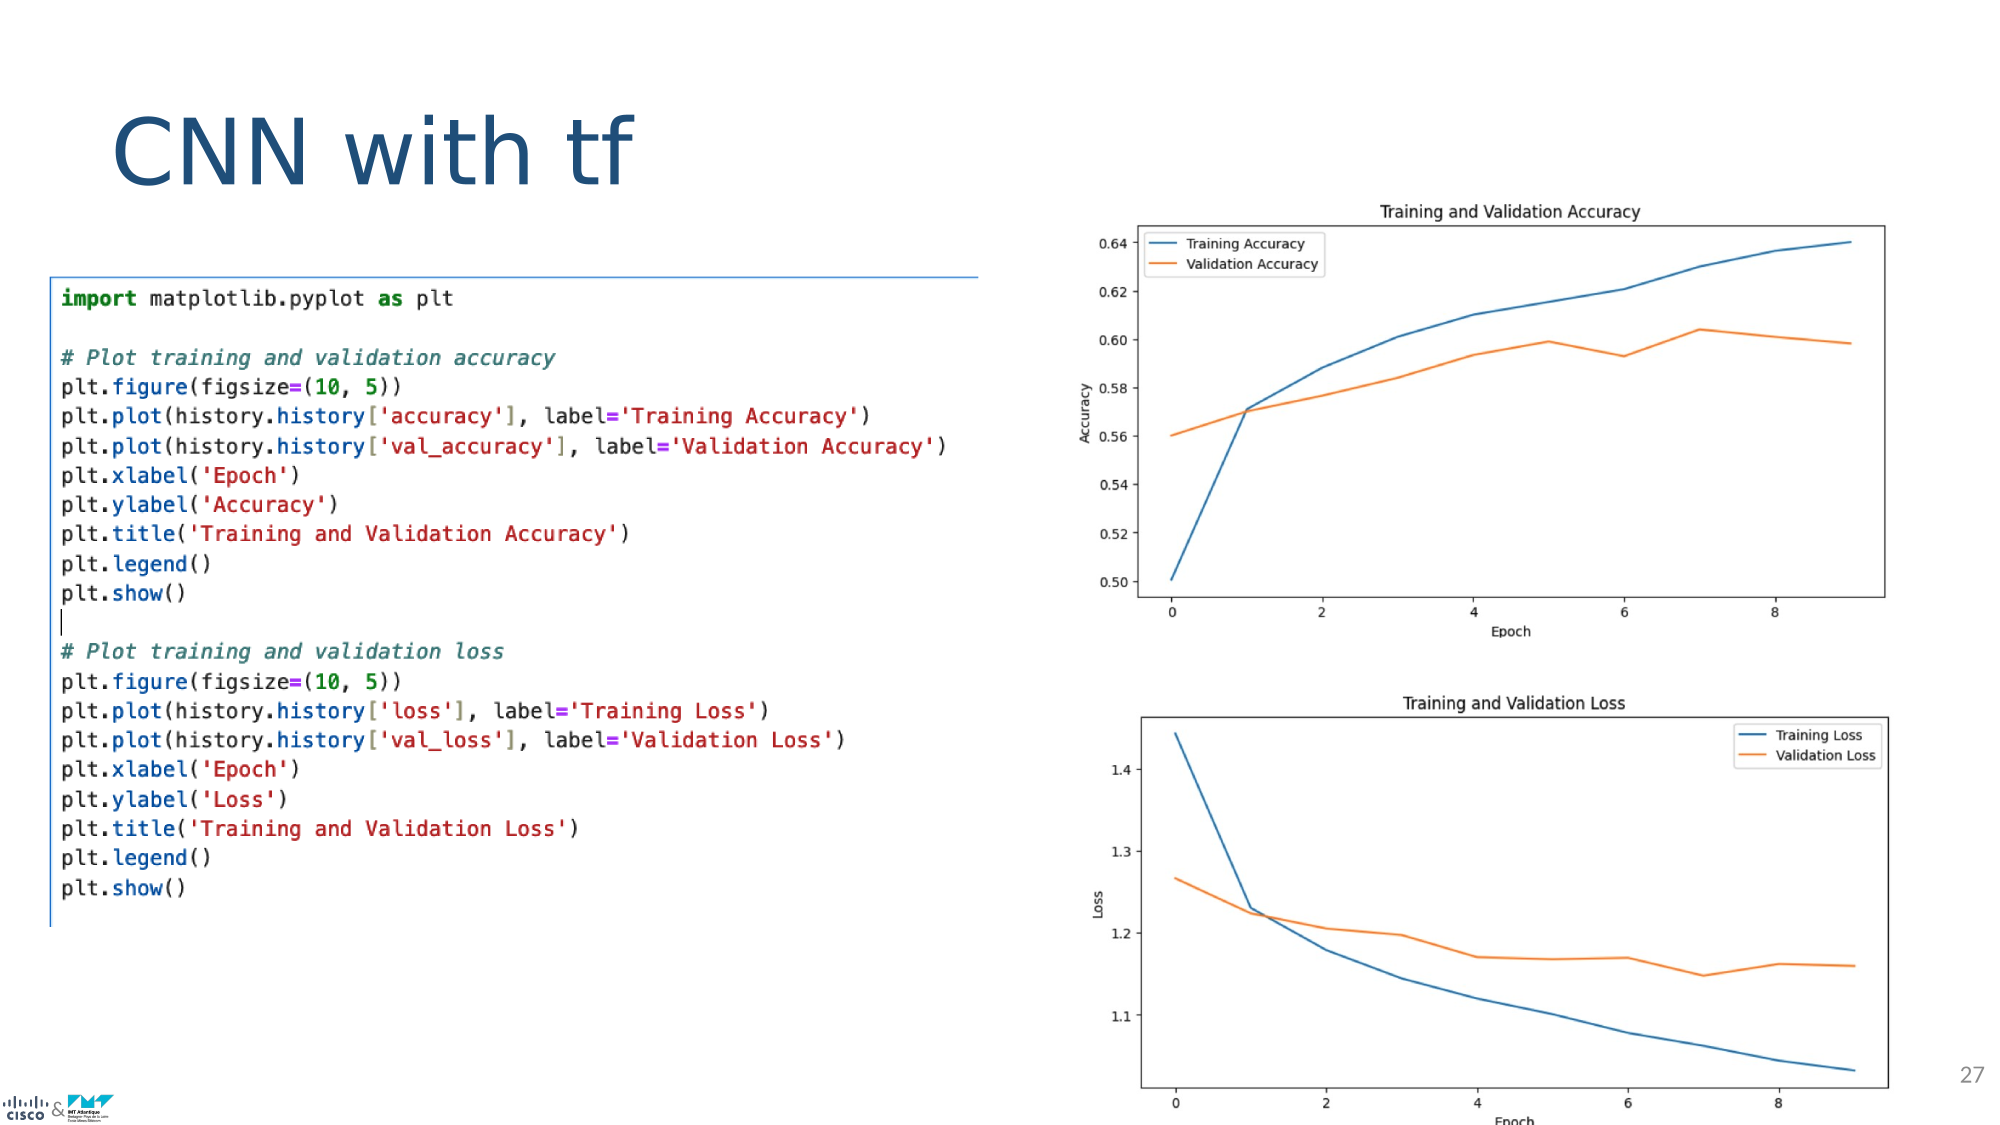 CNN with tf
import matplotlib.pyplot as plt
# Plot training and validation accuracy
plt.figure(figsize=(10, 5))
plt.plot(history.history['accuracy'], label='Training Accuracy')
plt.plot(history.history['val_accuracy'], label='Validation Accuracy')
plt.xlabel('Epoch')
plt.ylabel('Accuracy')
plt.title('Training and Validation Accuracy')
plt.legend()
plt.show()
# Plot training and validation loss
plt.figure(figsize=(10, 5))
plt.plot(history.history['loss'], label='Training Loss')
plt.plot(history.history['val_loss'], label='Validation Loss')
plt.xlabel('Epoch')
plt.ylabel('Loss')
plt.title('Training and Validation Loss')
plt.legend()
plt.show()
Training and Validation Accuracy
Training Accuracy
Validation Accuracy
0.64
0.62
0.60
0.58
0.56
0.54
0.52
0.50
Accuracy
0 2 4 6 8
Epoch
Training and Validation Loss
Training Loss
Validation Loss
1.4
1.3
1.2
1.1
Loss
0 2 4 6 8
Epoch
27
CISCO & IMT Atlantique